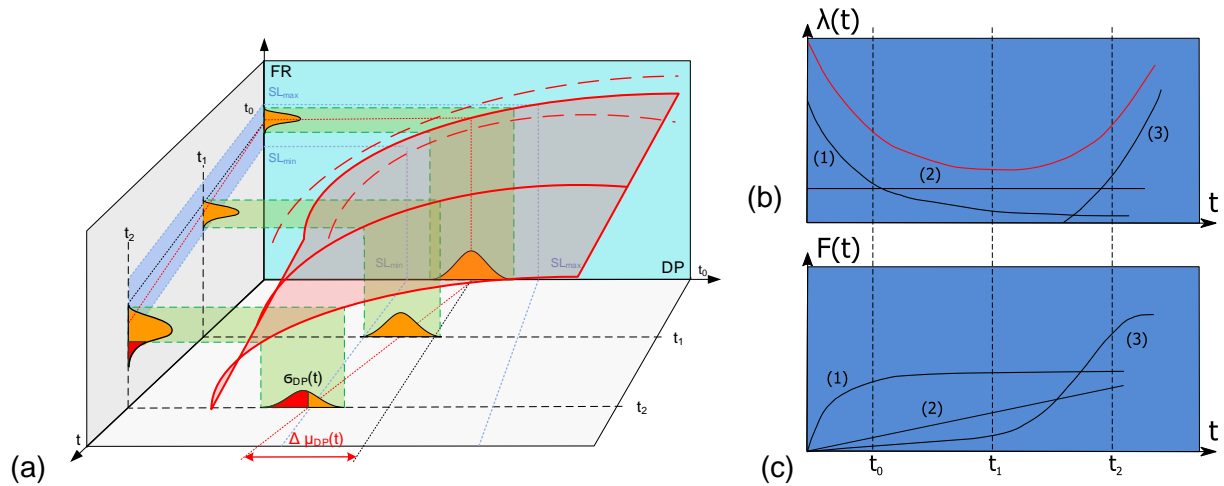 FR
SLmax
t0
SLmin
t1
t2
SLmin
SLmax
DP
t0
t1
t2
ϭDP(t)
Δ μDP(t)
t
(a)
λ(t)
(1)
(2)
(3)
t
(b)
F(t)
(1)
(2)
(3)
t
t0
t1
t2
(c)